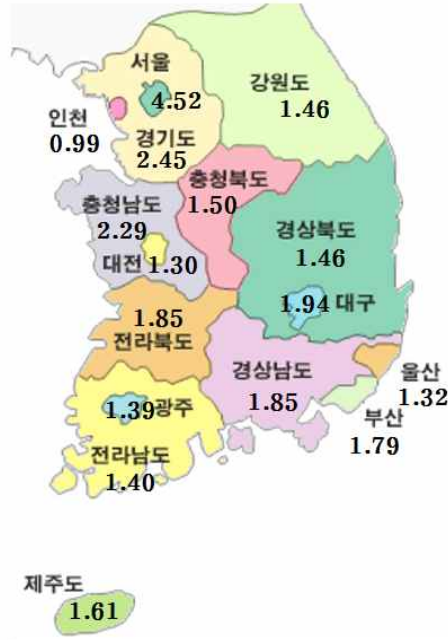 서울
4.52
강원도
1.46
인천
0.99
경기도
2.45
충청북도
1.50
충청남도
2.29
대전 1.30
경상북도
1.46
1.94 대구
1.85
전라북도
경상남도
1.85
울산
1.32
부산
1.79
1.39 광주
전라남도
1.40
제주도
1.61